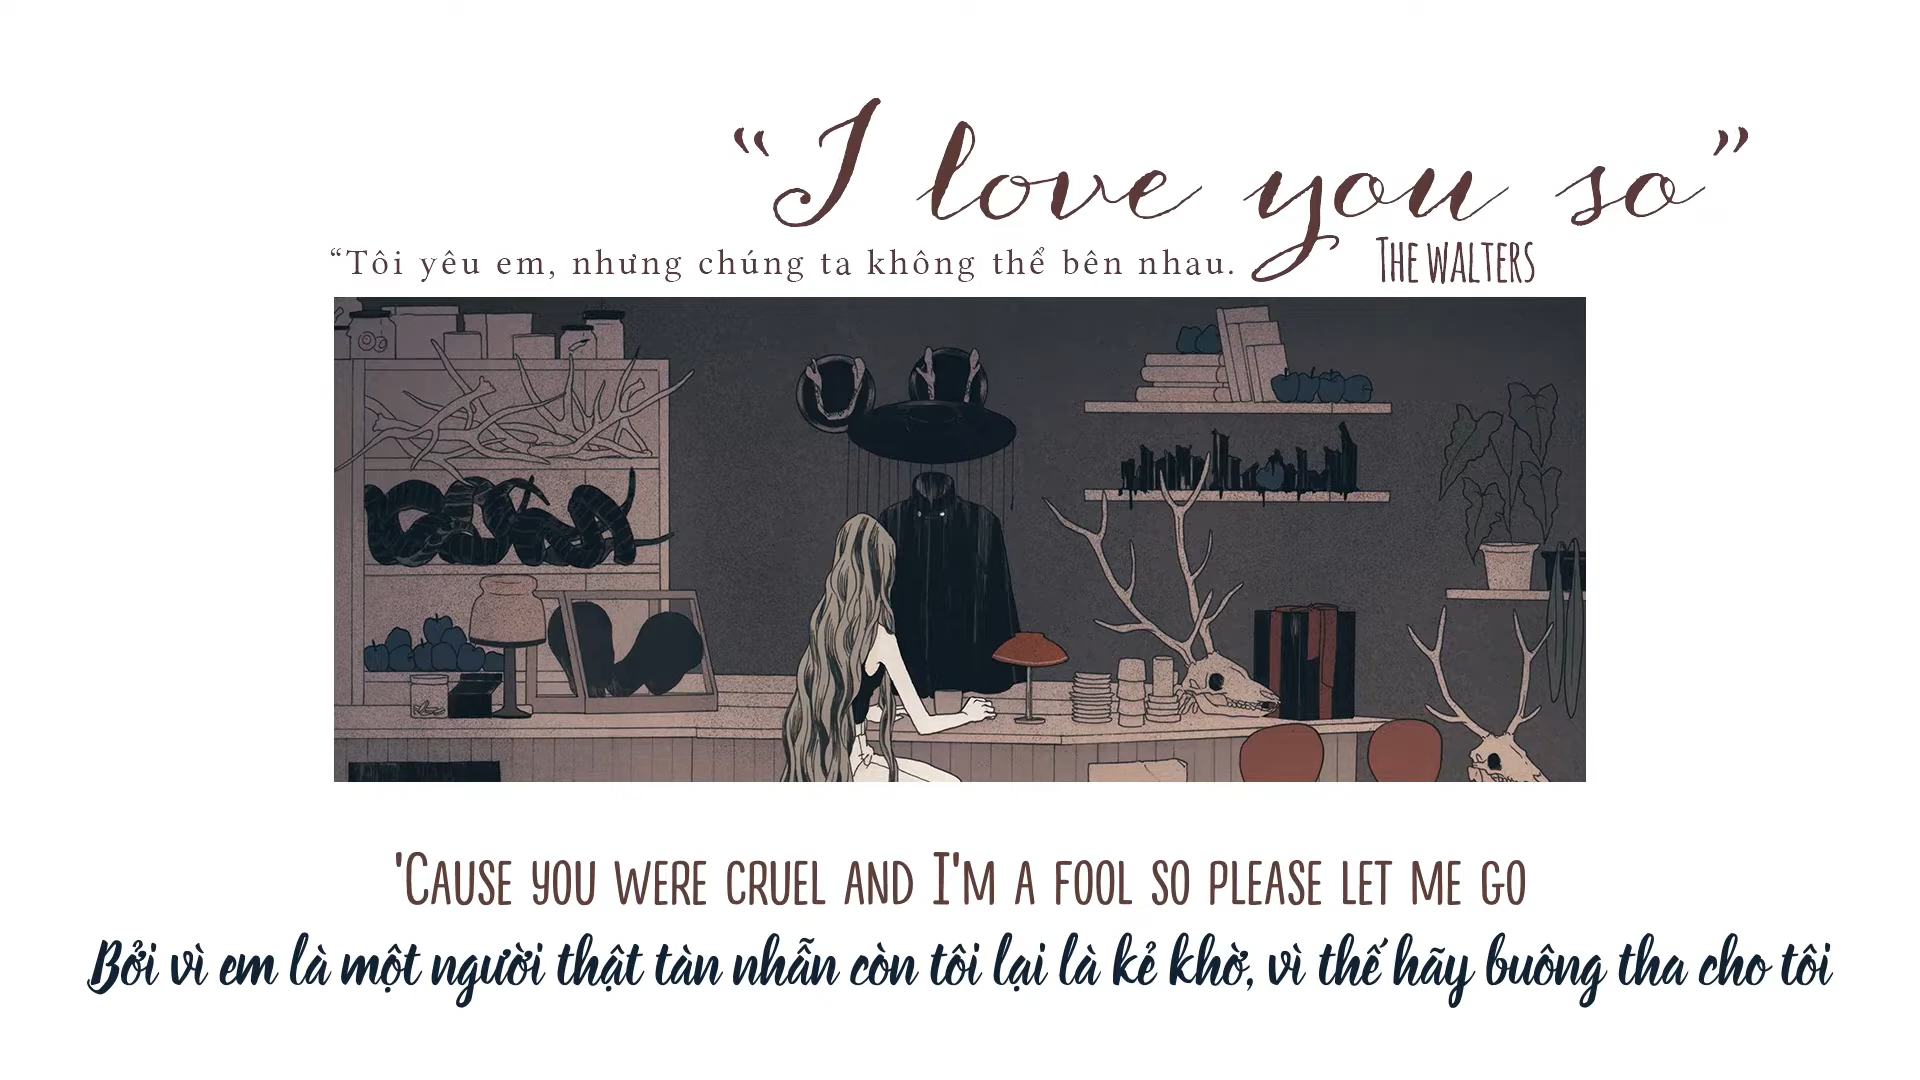 “I love you so”
“Tôi yêu em, nhưng chúng ta không thể bên nhau.
THE WALTERS
'CAUSE YOU WERE CRUEL AND I'M A FOOL SO PLEASE LET ME GO
Bởi vì em là một người thật tàn nhẫn còn tôi lại là kẻ khờ, vì thế hãy buông tha cho tôi